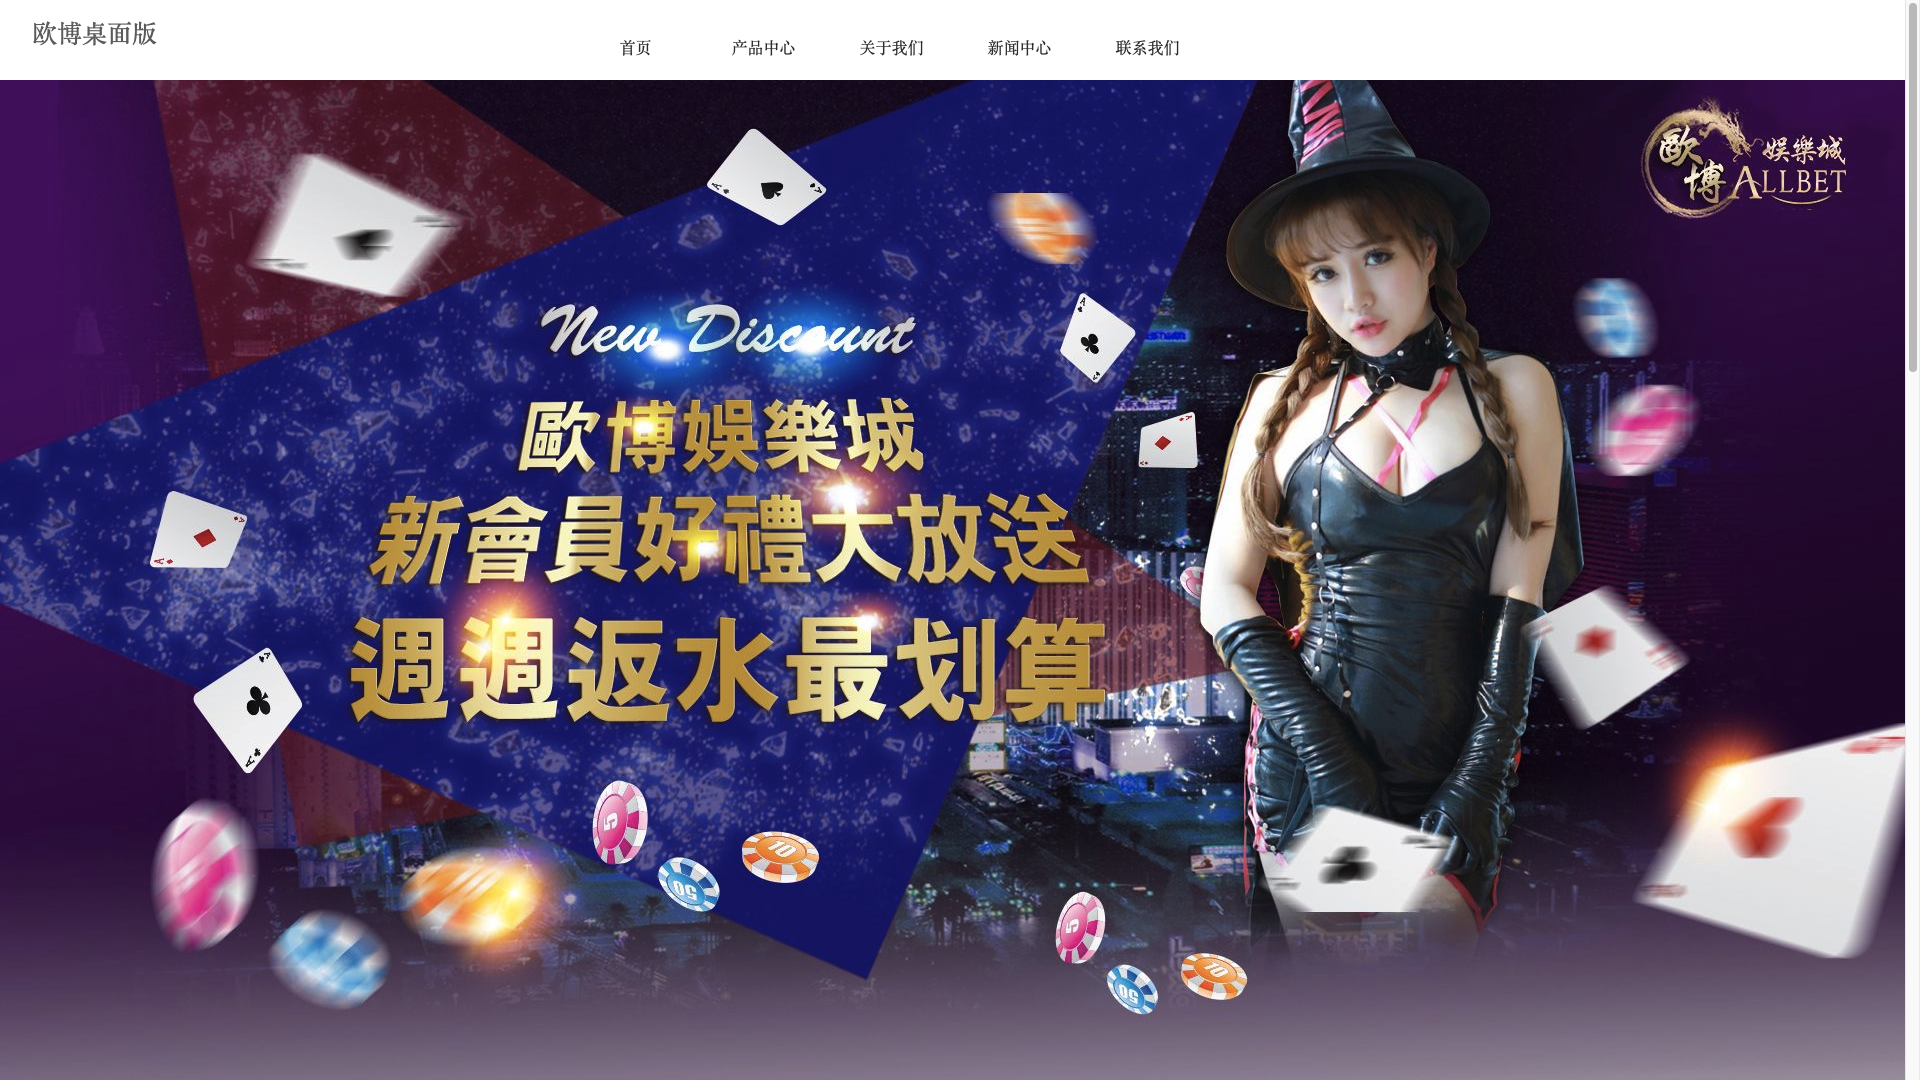 欧博桌面版
首页
产品中心
关于我们
新闻中心
联系我们
歐博
娛樂城
ALLBET
New Discount
歐博娛樂城
新會員好禮大放送
週週返水最划算